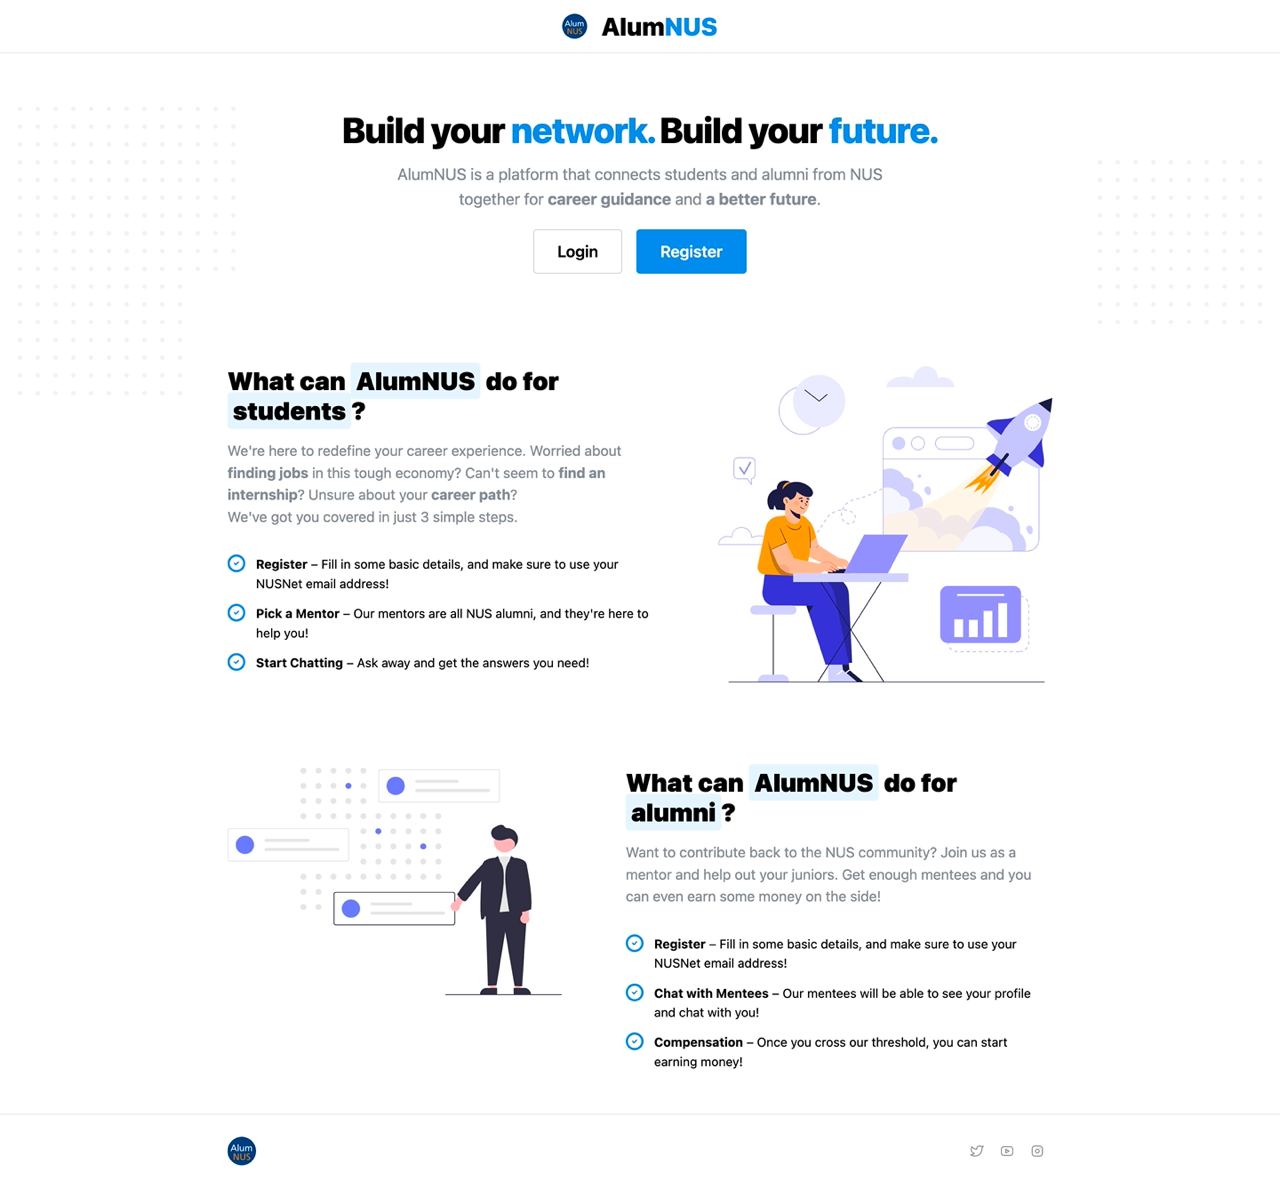 Alum
NUS
AlumNUS
Build your network. Build your future.
AlumNUS is a platform that connects students and alumni from NUS
together for career guidance and a better future.
Login
Register
What can AlumNUS do for
students ?
We're here to redefine your career experience. Worried about
finding jobs in this tough economy? Can't seem to find an
internship? Unsure about your career path?
We've got you covered in just 3 simple steps.
Register – Fill in some basic details, and make sure to use your
NUSNet email address!
Pick a Mentor – Our mentors are all NUS alumni, and they're here to
help you!
Start Chatting – Ask away and get the answers you need!
What can AlumNUS do for
alumni ?
Want to contribute back to the NUS community? Join us as a
mentor and help out your juniors. Get enough mentees and you
can even earn some money on the side!
Register – Fill in some basic details, and make sure to use your
NUSNet email address!
Chat with Mentees – Our mentees will be able to see your profile
and chat with you!
Compensation – Once you cross our threshold, you can start
earning money!
Alum
NUS